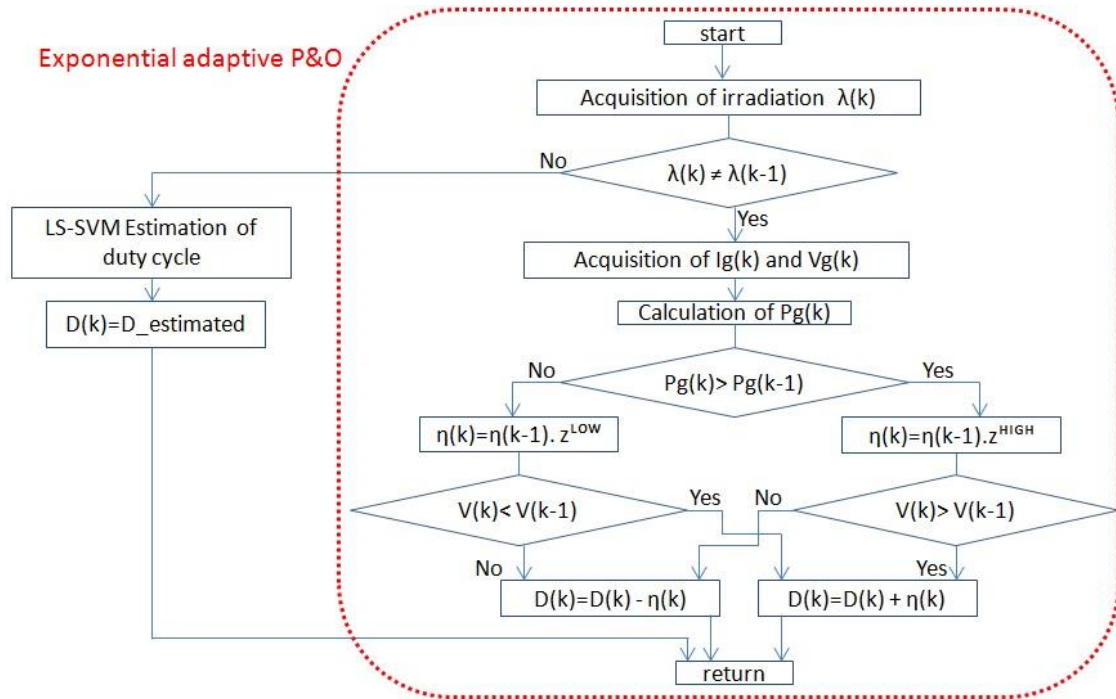 Exponential adaptive P&O
start
Acquisition of irradiation λ(k)
λ(k) ≠ λ(k-1)
No
Yes
LS-SVM Estimation of
duty cycle
D(k)=D_estimated
Acquisition of Ig(k) and Vg(k)
Calculation of Pg(k)
Pg(k)> Pg(k-1)
No
Yes
η(k)=η(k-1). z^LOW
η(k)=η(k-1).z^HIGH
V(k)< V(k-1)
Yes
No
V(k)> V(k-1)
No
Yes
D(k)=D(k) - η(k)
D(k)=D(k) + η(k)
return